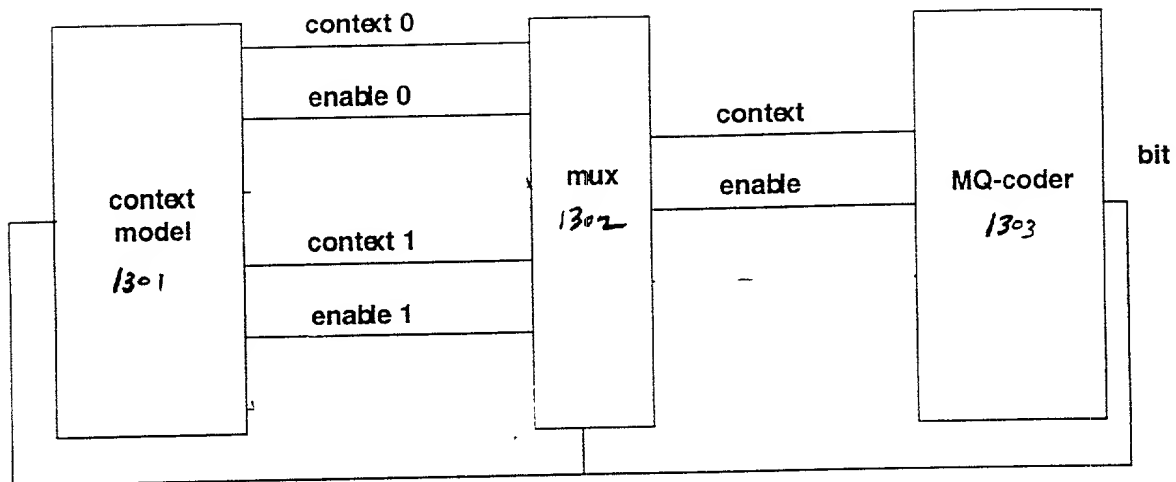 context 0
enable 0
context
model
1301
context 1
enable 1
mux
1302
context
enable
MQ-coder
1303
bit